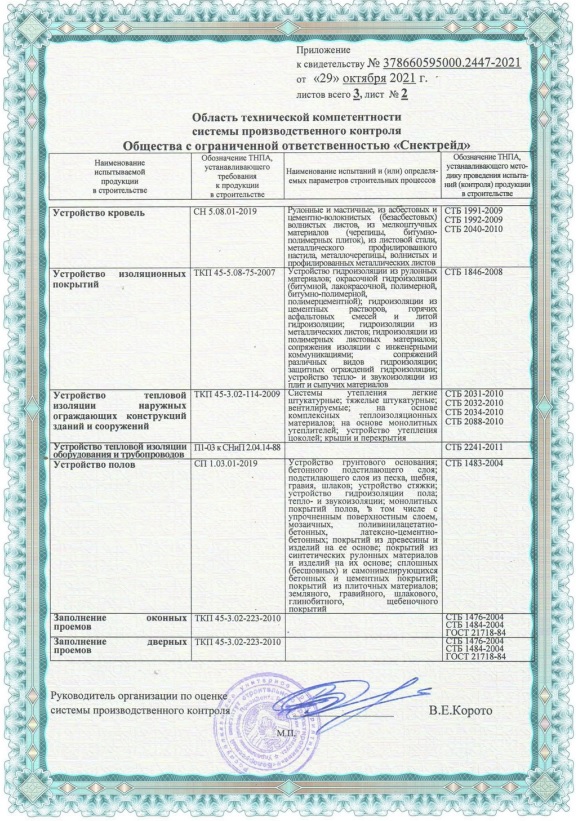 Приложение
к свидетельству № 378660595000.2447-2021
от «29» октября 2021 г.
листов всего 3, лист № 2
Область технической компетентности
системы производственного контроля
Общества с ограниченной ответственностью «Снектрейд»
Наименование
испытываемой
продукции
в строительстве
Обозначение ТНПА,
устанавливающего
требования
к продукции
в строительстве
Наименование испытаний и (или) определя-
емых параметров строительных процессов
Обозначение ТНПА,
устанавливающего мето-
дику проведения испыта-
ний (контроля) продукции
в строительстве
Устройство кровель
СН 5.08.01-2019
Рулонные и мастичные, из асбестовых и
цементно-волокнистых (безасбестовых)
волнистых листов, из мелкоштучных
материалов (черепицы, битумно-
полимерных плиток), из листовой стали,
металлического профилированного
настила, металлочерепицы, волнистых и
профилированных металлических листов
СТБ 1991-2009
СТБ 1992-2009
СТБ 2040-2010
Устройство изоляционных
покрытий
ТКП 45-5.08-75-2007
Устройство гидроизоляции из рулонных
материалов; окрасочной гидроизоляции
(битумной, лакокрасочной, полимерной,
битумно-полимерной,
полимерцементной); гидроизоляции из
цементных растворов, горячих
асфальтовых смесей и литой
гидроизоляции; гидроизоляции из
металлических листов; гидроизоляции из
полимерных листовых материалов;
сопряжения изоляции с инженерными
коммуникациями; сопряжений
различных видов гидроизоляции;
защитных ограждений гидроизоляции;
устройство тепло- и звукоизоляции из
плит и сыпучих материалов
СТБ 1846-2008
Устройство тепловой
изоляции наружных
ограждающих конструкций
зданий и сооружений
ТКП 45-3.02-114-2009
Системы утепления легкие
штукатурные; тяжелые штукатурные;
вентилируемые; на основе
комплексных теплоизоляционных
материалов; на основе монолитных
утеплителей; устройство утепления
цоколей; крыши и перекрытия
СТБ 2031-2010
СТБ 2032-2010
СТБ 2034-2010
СТБ 2088-2010
Устройство тепловой изоляции
оборудования и трубопроводов
П1-03 к СНиП 2.04.14-88
СТБ 2241-2011
Устройство полов
СП 1.03.01-2019
Устройство грунтового основания;
бетонного подстилающего слоя;
подстилающего слоя из песка, щебня,
гравия, шлаков; устройство стяжки;
устройство гидроизоляции пола;
тепло- и звукоизоляции; монолитных
покрытий полов, в том числе с
упрочненным поверхностным слоем,
мозаичных, поливинилацетатно-
бетонных, латексно-цементно-
бетонных; покрытий из древесины и
изделий на ее основе; покрытий из
синтетических рулонных материалов
и изделий на их основе; сплошных
(бесшовных) и самонивелирующихся
бетонных и цементных покрытий;
покрытий из плиточных материалов;
земляного, гравийного, шлакового,
глинобитного, щебеночного
покрытий
СТБ 1483-2004
Заполнение оконных
проемов
ТКП 45-3.02-223-2010
СТБ 1476-2004
СТБ 1484-2004
ГОСТ 21718-84
Заполнение дверных
проемов
ТКП 45-3.02-223-2010
СТБ 1476-2004
СТБ 1484-2004
ГОСТ 21718-84
Руководитель организации по оценке
системы производственного контроля
В.Е.Корото
М.П.